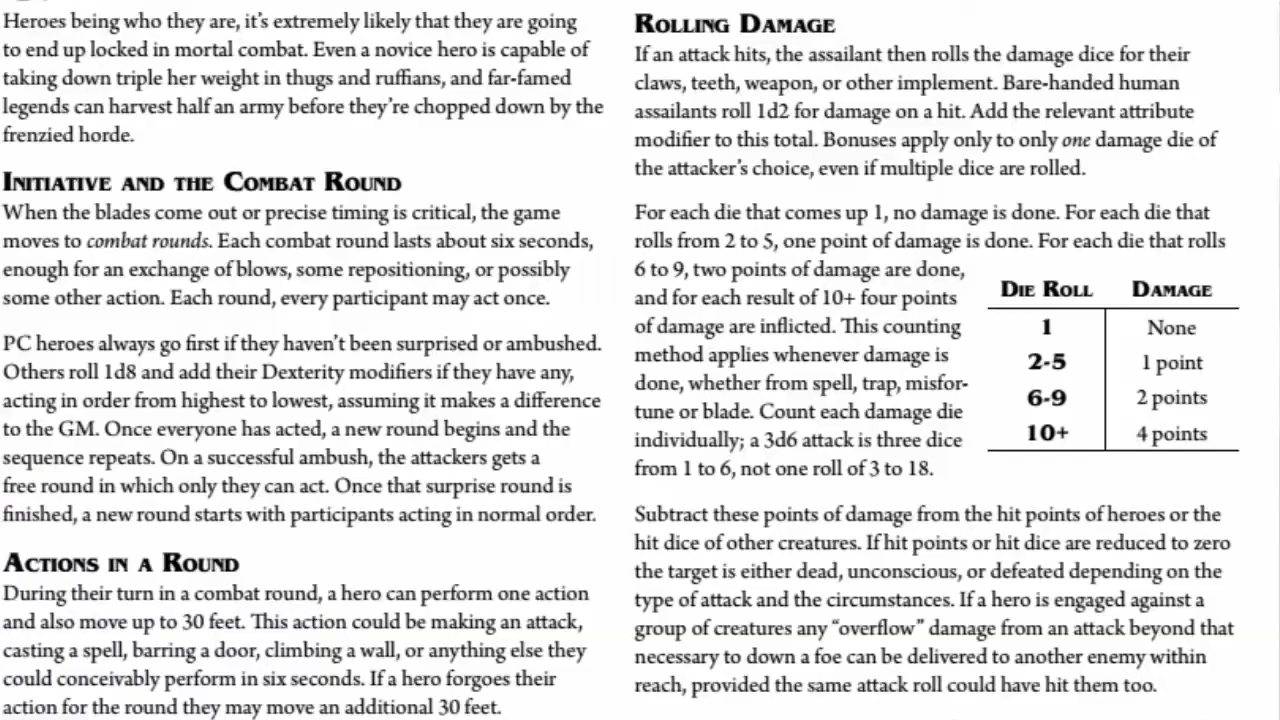 Heroes being who they are, it's extremely likely that they are going
to end up locked in mortal combat. Even a novice hero is capable of
taking down triple her weight in thugs and ruffians, and far-famed
legends can harvest half an army before they're chopped down by the
frenzied horde.
Initiative and the Combat Round
When the blades come out or precise timing is critical, the game
moves to combat rounds. Each combat round lasts about six seconds,
enough for an exchange of blows, some repositioning, or possibly
some other action. Each round, every participant may act once.
PC heroes always go first if they haven't been surprised or ambushed.
Others roll 1d8 and add their Dexterity modifiers if they have any,
acting in order from highest to lowest, assuming it makes a difference
to the GM. Once everyone has acted, a new round begins and the
sequence repeats. On a successful ambush, the attackers gets a
free round in which only they can act. Once that surprise round is
finished, a new round starts with participants acting in normal order.
Actions in a Round
During their turn in a combat round, a hero can perform one action
and also move up to 30 feet. This action could be making an attack,
casting a spell, barring a door, climbing a wall, or anything else they
could conceivably perform in six seconds. If a hero forgoes their
action for the round they may move an additional 30 feet.
Rolling Damage
If an attack hits, the assailant then rolls the damage dice for their
claws, teeth, weapon, or other implement. Bare-handed human
assailants roll 1d2 for damage on a hit. Add the relevant attribute
modifier to this total. Bonuses apply only to only one damage die of
the attacker's choice, even if multiple dice are rolled.
For each die that comes up 1, no damage is done. For each die that
rolls from 2 to 5, one point of damage is done. For each die that rolls
6 to 9, two points of damage are done,
and for each result of 10+ four points
of damage are inflicted. This counting
method applies whenever damage is
done, whether from spell, trap, misfor-
tune or blade. Count each damage die
individually; a 3d6 attack is three dice
from 1 to 6, not one roll of 3 to 18.
Die Roll Damage
1 None
2-5 1 point
6-9 2 points
10+ 4 points
Subtract these points of damage from the hit points of heroes or the
hit dice of other creatures. If hit points or hit dice are reduced to zero
the target is either dead, unconscious, or defeated depending on the
type of attack and the circumstances. If a hero is engaged against a
group of creatures any "overflow" damage from an attack beyond that
necessary to down a foe can be delivered to another enemy within
reach, provided the same attack roll could have hit them too.